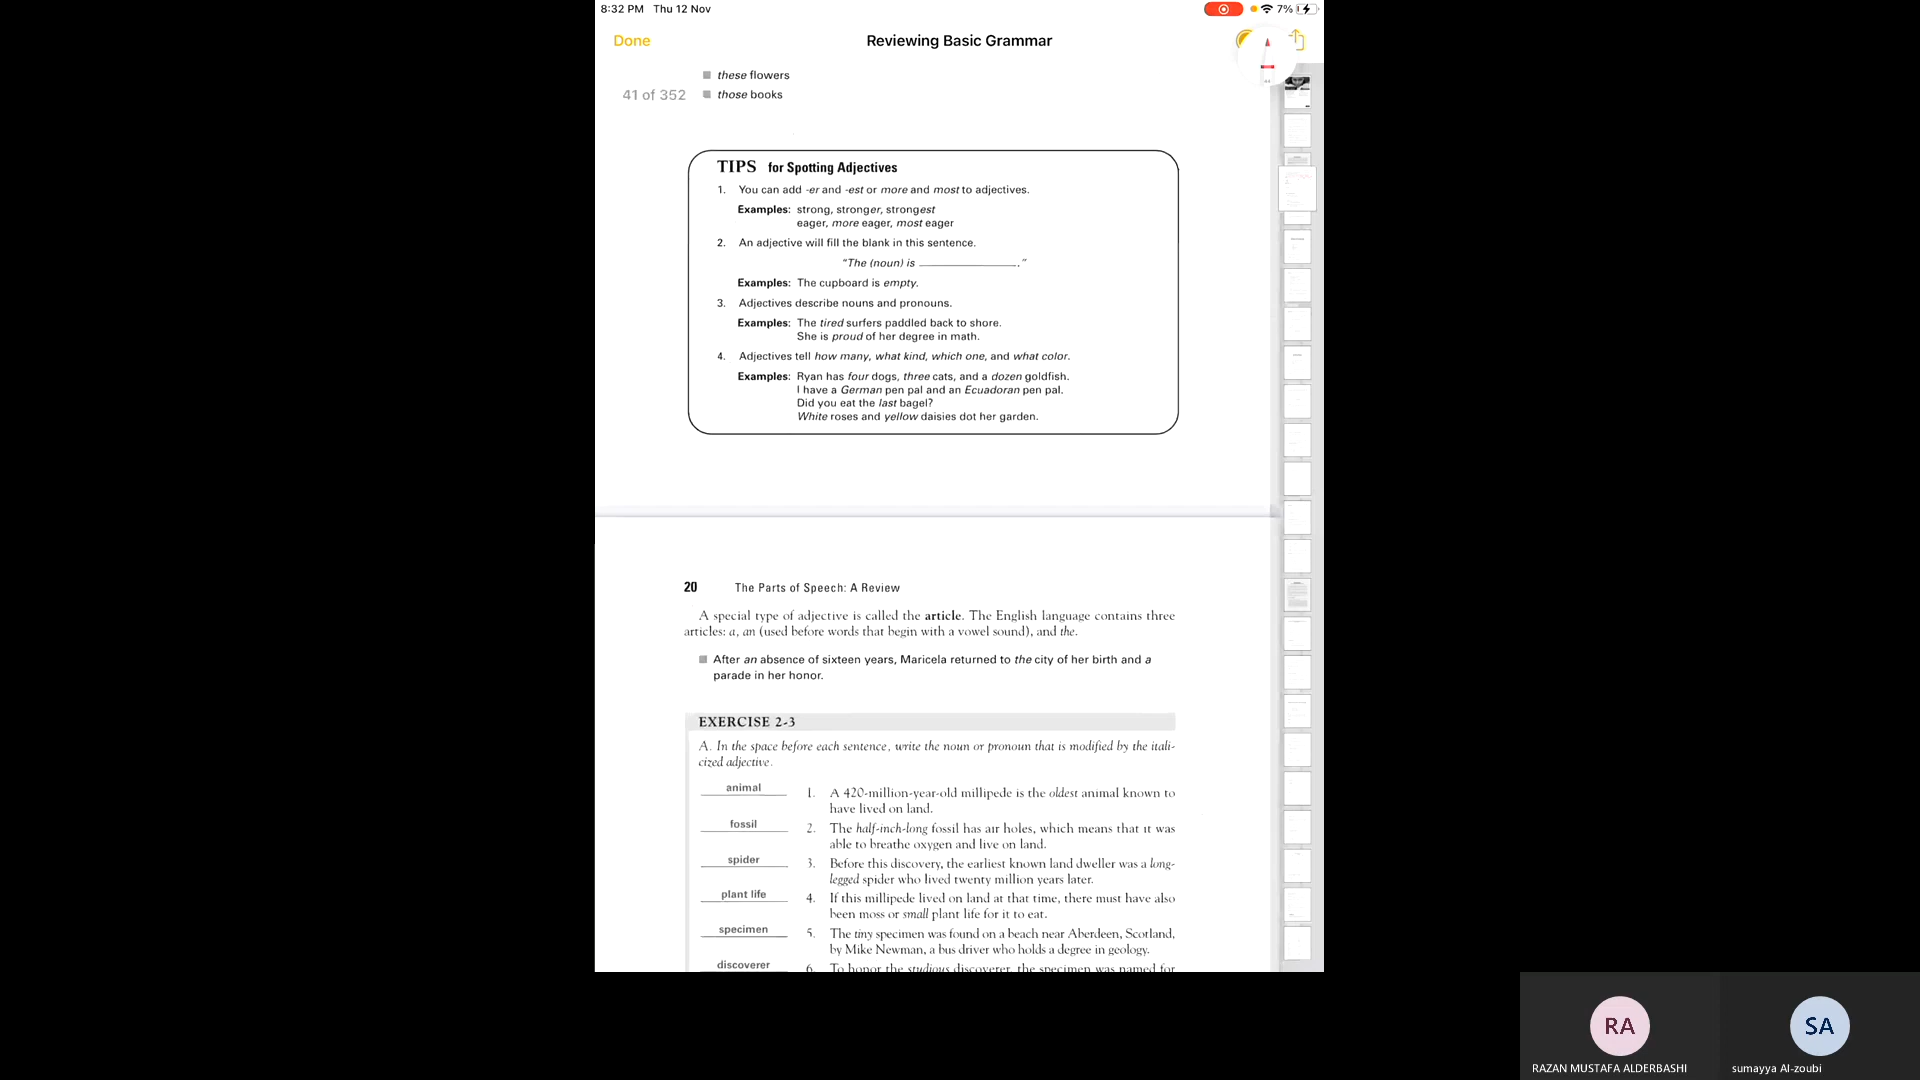 8:32 PM Thu 12 Nov
7%
Done
Reviewing Basic Grammar
these flowers
41 of 352
those books
TIPS for Spotting Adjectives
1. You can add -er and -est or more and most to adjectives.
Examples: strong, stronger, strongest
eager, more eager, most eager
2. An adjective will fill the blank in this sentence.
"The (noun) is ______________."
Examples: The cupboard is empty.
3. Adjectives describe nouns and pronouns.
Examples: The tired surfers paddled back to shore.
She is proud of her degree in math.
4. Adjectives tell how many, what kind, which one, and what color.
Examples: Ryan has four dogs, three cats, and a dozen goldfish.
I have a German pen pal and an Ecuadoran pen pal.
Did you eat the last bagel?
White roses and yellow daisies dot her garden.
20 The Parts of Speech: A Review
A special type of adjective is called the article. The English language contains three
articles: a, an (used before words that begin with a vowel sound), and the.
After an absence of sixteen years, Maricela returned to the city of her birth and a
parade in her honor.
EXERCISE 2-3
A. In the space before each sentence, write the noun or pronoun that is modified by the itali-
cized adjective.
animal 1. A 420-million-year-old millipede is the oldest animal known to
have lived on land.
fossil 2. The half-inch-long fossil has air holes, which means that it was
able to breathe oxygen and live on land.
spider 3. Before this discovery, the earliest known land dweller was a long-
legged spider who lived twenty million years later.
plant life 4. If this millipede lived on land at that time, there must have also
been moss or small plant life for it to eat.
specimen 5. The tiny specimen was found on a beach near Aberdeen, Scotland,
by Mike Newman, a bus driver who holds a degree in geology.
discoverer 6. To honor the studious discoverer, the specimen was named for
RA
SA
RAZAN MUSTAFA ALDERBASHI
sumayya Al-zoubi